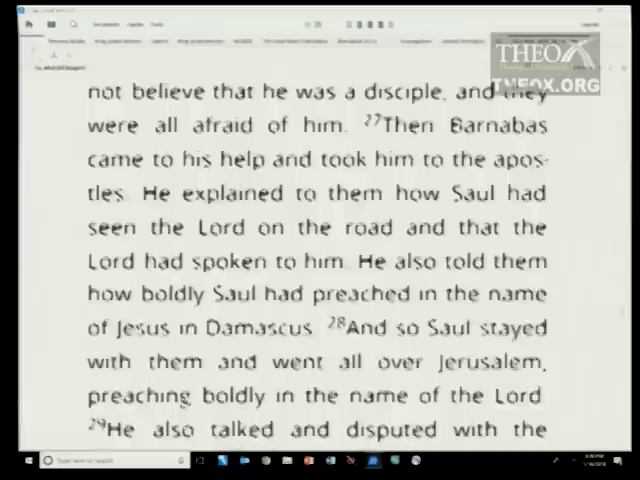 THEOX
THEOX.ORG
not believe that he was a disciple, and they
were all afraid of him. 27Then Barnabas
came to his help and took him to the apos-
tles. He explained to them how Saul had
seen the Lord on the road and that the
Lord had spoken to him. He also told them
how boldly Saul had preached in the name
of Jesus in Damascus. 28And so Saul stayed
with them and went all over Jerusalem,
preaching boldly in the name of the Lord
29He also talked and disputed with the